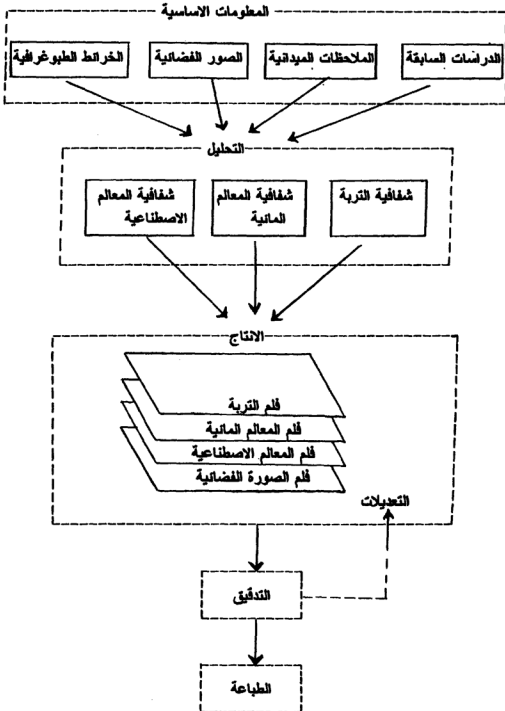 المعلومات الاساسية
الدراسات السابقة
الملاحظات الميدانية
الصور الفضائية
الخرائط الطبوغرافية
التحليل
شفافية التربة
شفافية المعالم
المائية
شفافية المعالم
الاصطناعية
الانتاج
فلم التربة
فلم المعالم المائية
فلم المعالم الاصطناعية
فلم الصورة الفضائية
التعديلات
التدقيق
الطباعة